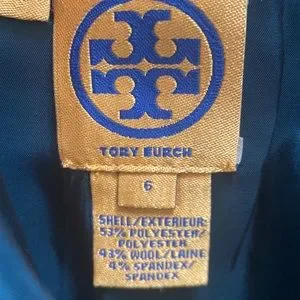 TORY BURCH
6
SHELL/EXTERIEUR:
53% POLYESTER/
POLYESTER
43% WOOL/LAINE
4% SPANDEX/
SPANDEX